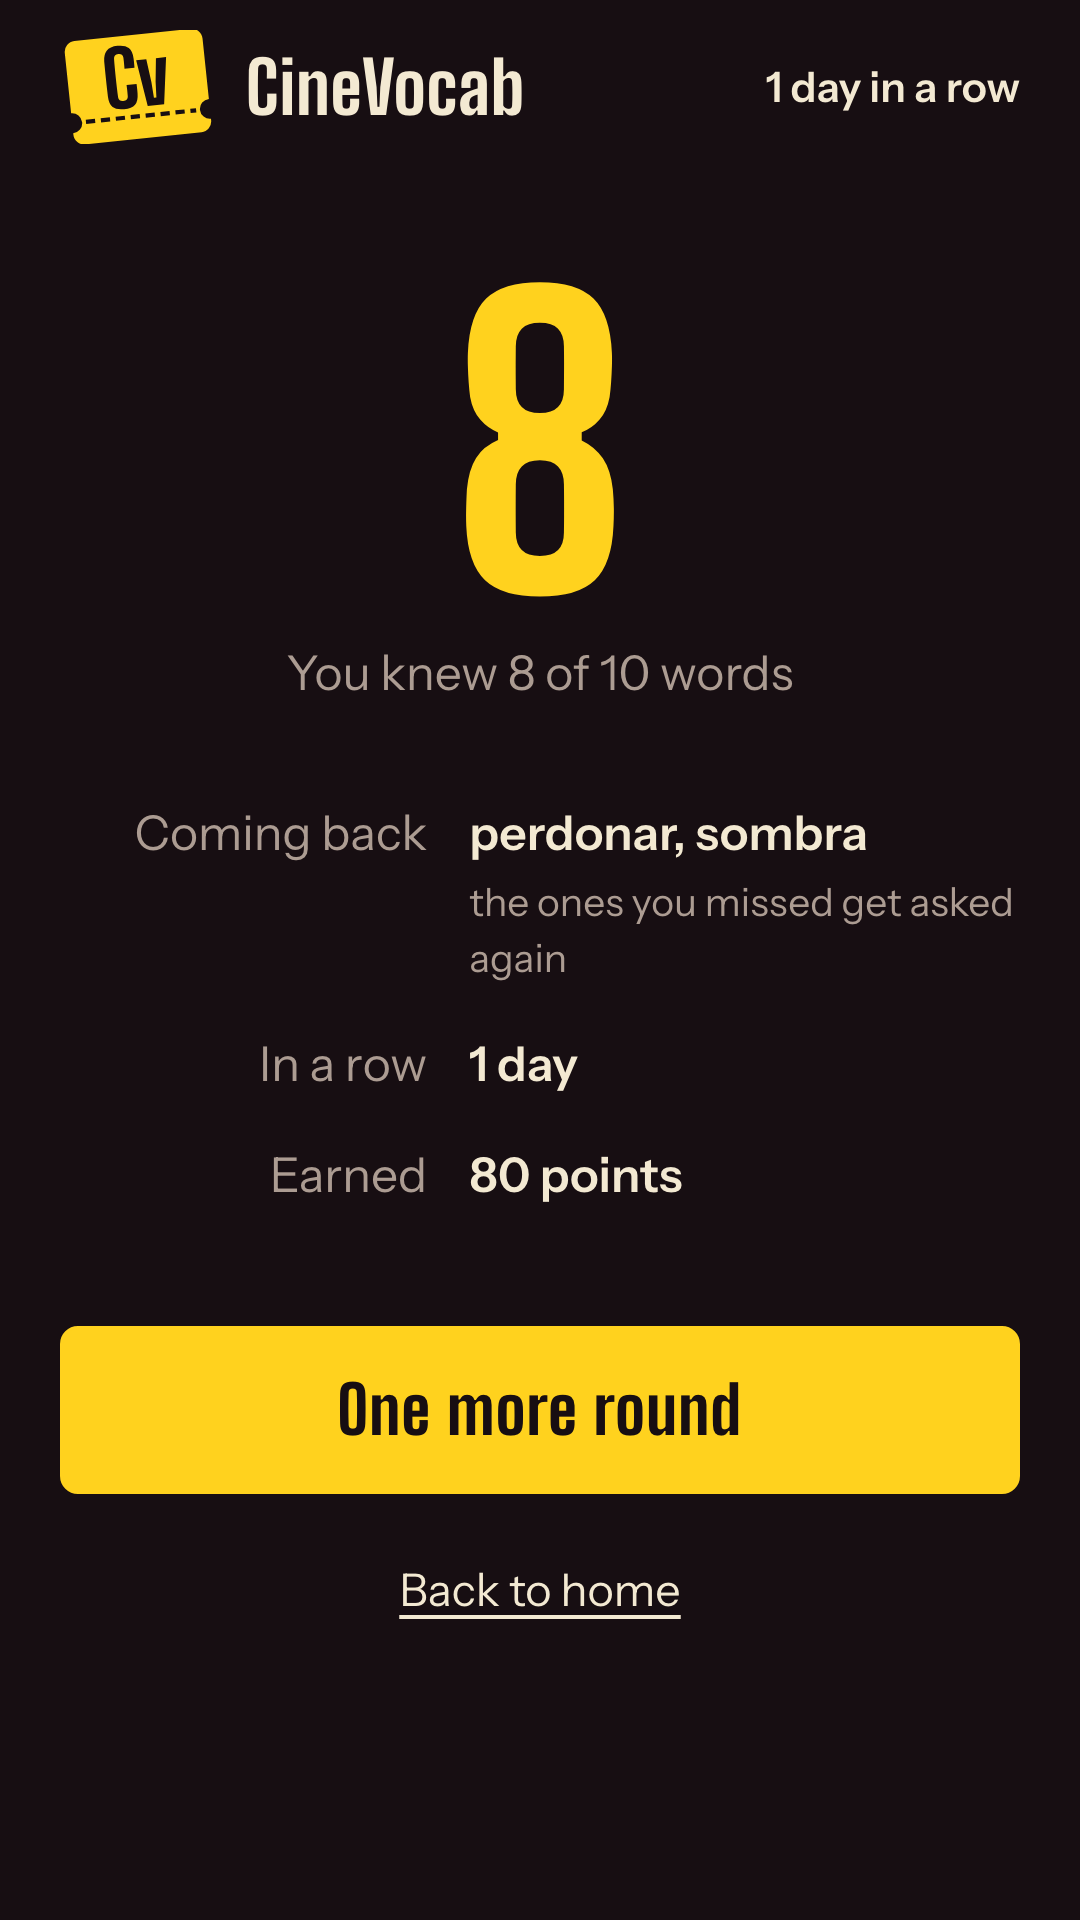 Cv
CineVocab
1 day in a row
8
You knew 8 of 10 words
Coming back
perdonar, sombra
the ones you missed get asked
again
In a row
1 day
Earned
80 points
One more round
Back to home